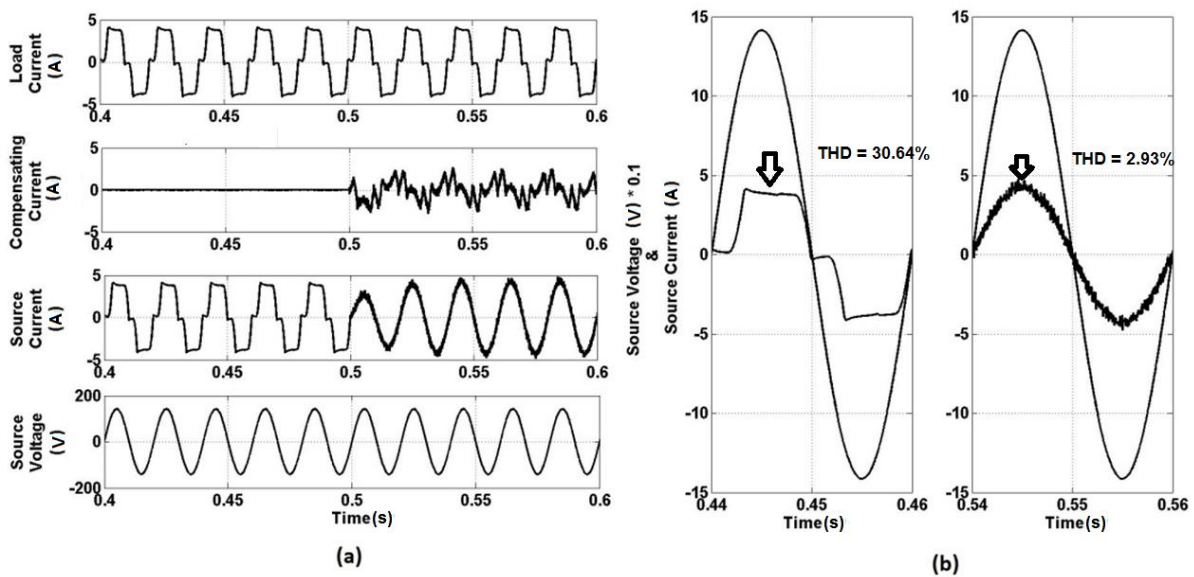 Load
Current
(A)
5
0
-5
0.4
0.45
0.5
0.55
0.6
Compensating
Current
(A)
5
0
-5
0.4
0.45
0.5
0.55
0.6
Source
Current
(A)
5
0
-5
0.4
0.45
0.5
0.55
0.6
Source
Voltage
(V)
200
0
-200
0.4
0.45
0.5
0.55
0.6
Time(s)
(a)
Source Voltage (V) * 0.1
&
Source Current (A)
15
10
5
0
-5
-10
-15
THD = 30.64%
0.44
0.45
0.46
Time(s)
15
10
5
0
-5
-10
-15
THD = 2.93%
0.54
0.55
0.56
Time(s)
(b)